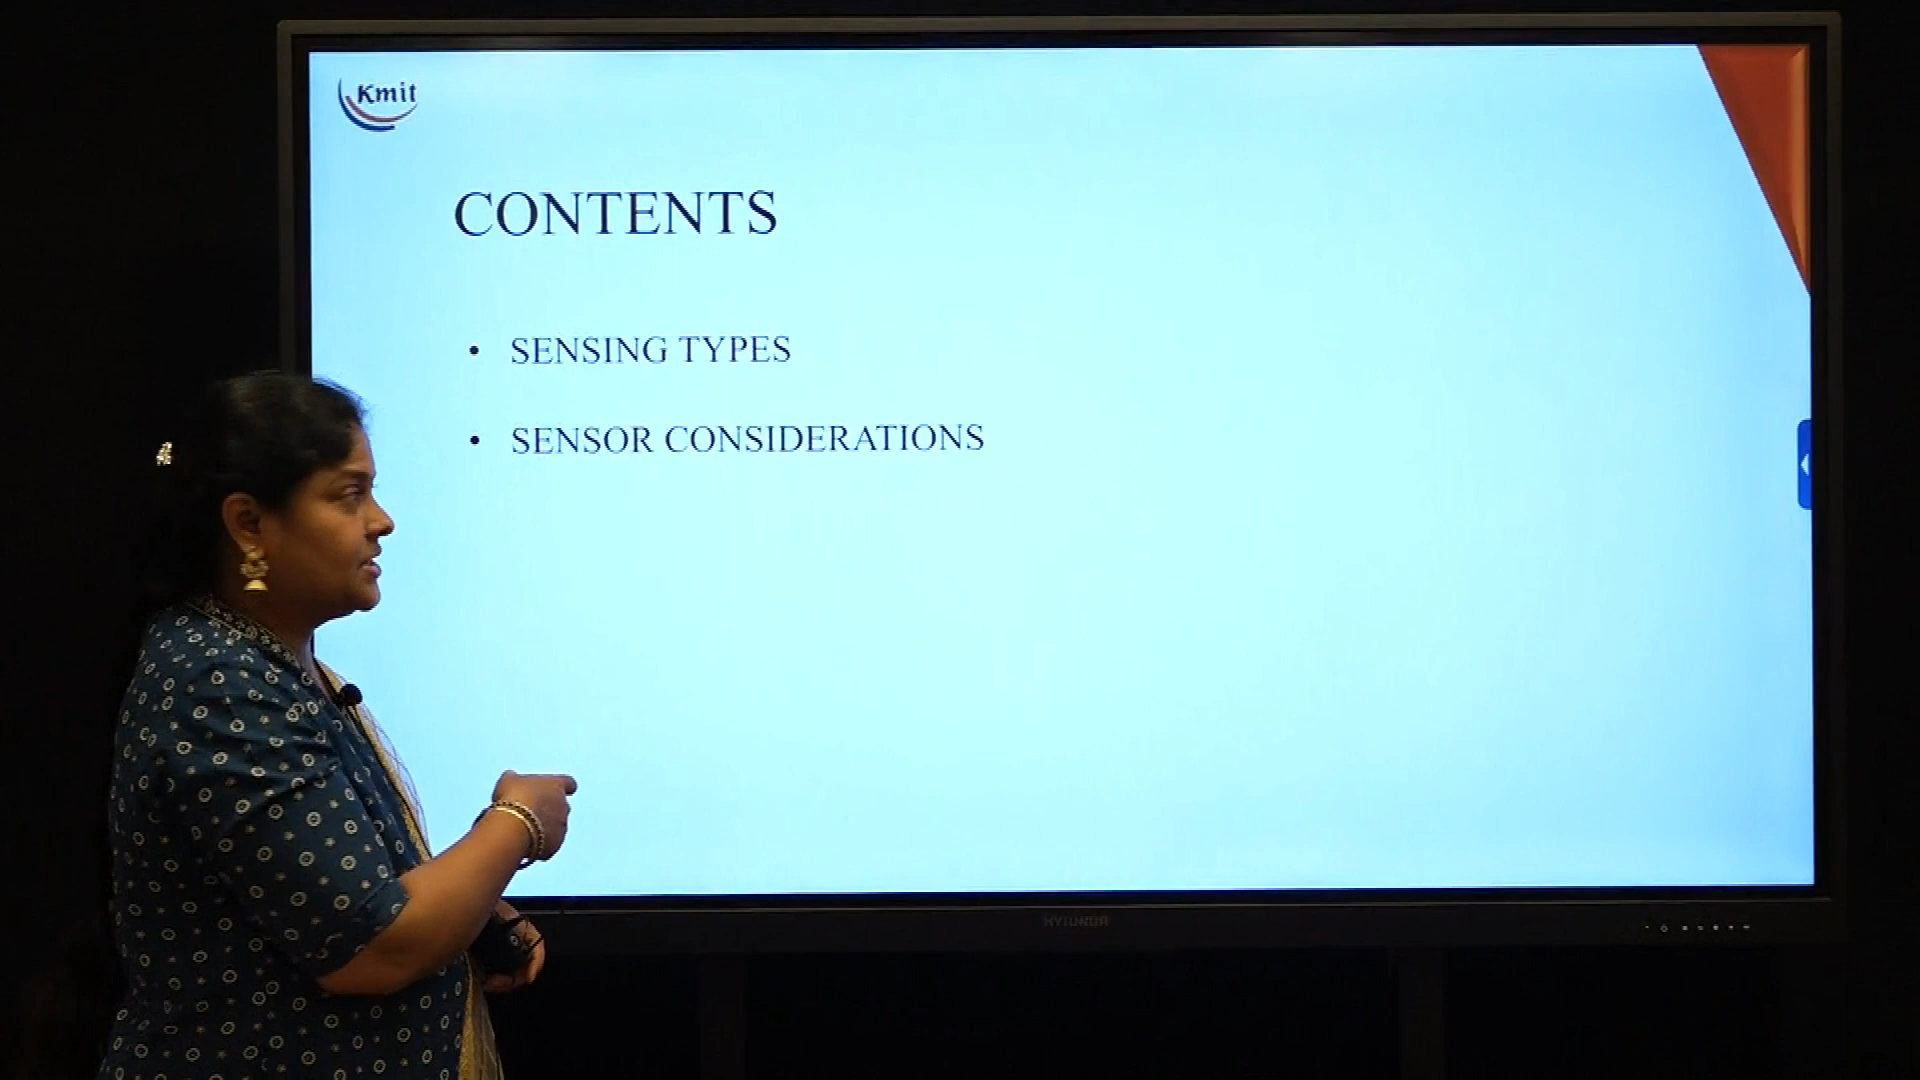 Kmit
CONTENTS
• SENSING TYPES
• SENSOR CONSIDERATIONS
HYUNDAI